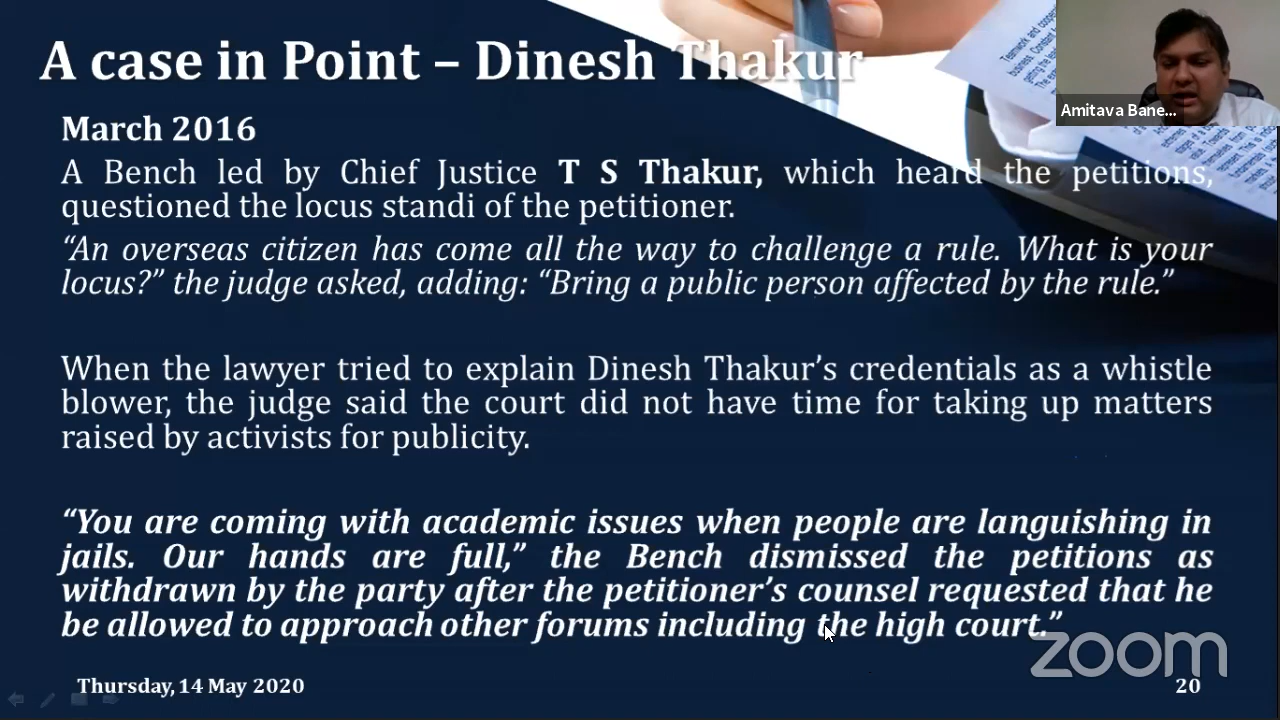 A case in Point – Dinesh Thakur
Amitava Bane...
March 2016
A Bench led by Chief Justice T S Thakur, which heard the petitions,
questioned the locus standi of the petitioner.
“An overseas citizen has come all the way to challenge a rule. What is your
locus?” the judge asked, adding: “Bring a public person affected by the rule.”
When the lawyer tried to explain Dinesh Thakur’s credentials as a whistle
blower, the judge said the court did not have time for taking up matters
raised by activists for publicity.
“You are coming with academic issues when people are languishing in
jails. Our hands are full,” the Bench dismissed the petitions as
withdrawn by the party after the petitioner’s counsel requested that he
be allowed to approach other forums including the high court.”
zoom
Thursday, 14 May 2020
20